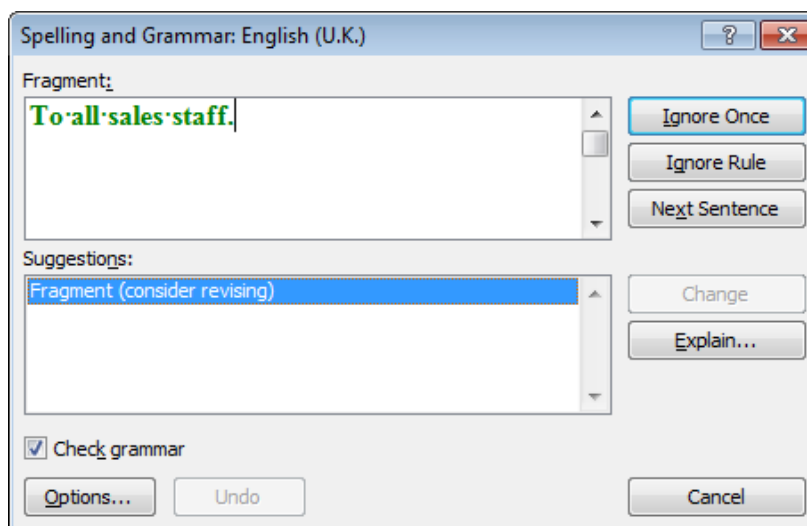 Spelling and Grammar: English (U.K.)
Fragment:
To·all·sales·staff.
Ignore Once
Ignore Rule
Next Sentence
Suggestions:
Fragment (consider revising)
Change
Explain...
Check grammar
Options...
Undo
Cancel